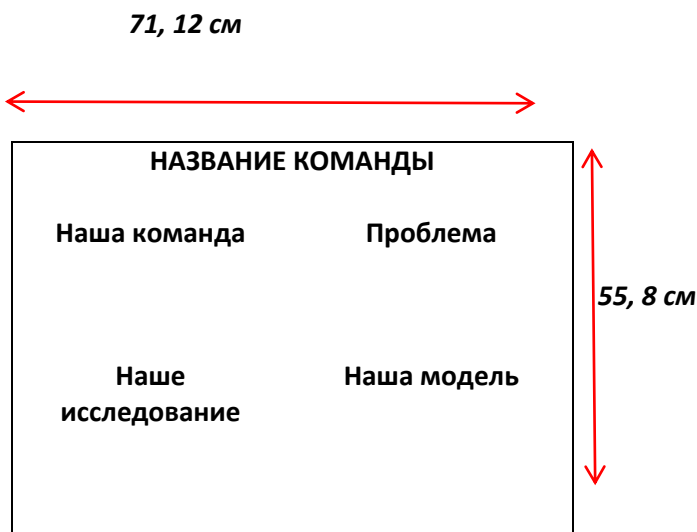 71, 12 см
НАЗВАНИЕ КОМАНДЫ
Наша команда
Проблема
55, 8 см
Наше
исследование
Наша модель